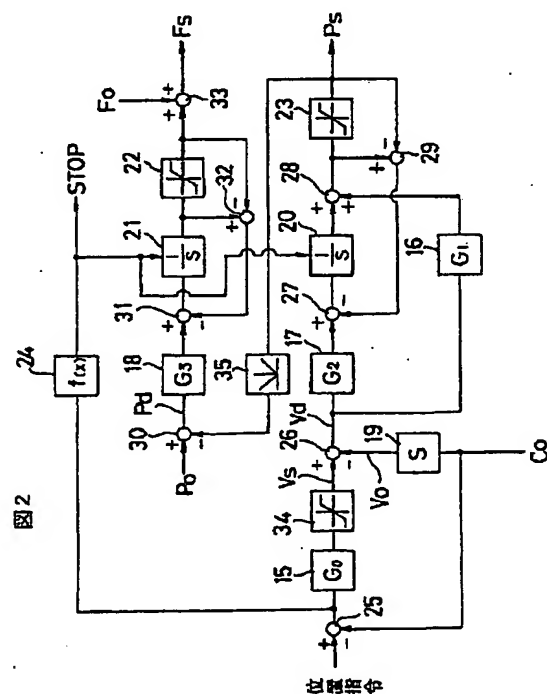 図2
24
f(x)
STOP
Fo
Fs
33
+
+
22
32
+
-
21
1/S
31
+
-
18
G3
Pd
30
+
-
Po
35
Ps
23
29
+
-
28
+
+
20
1/S
27
+
-
17
G2
16
G1
Vd
26
+
-
Vs
Vo
19
S
34
15
G0
25
+
-
位置指令
Co